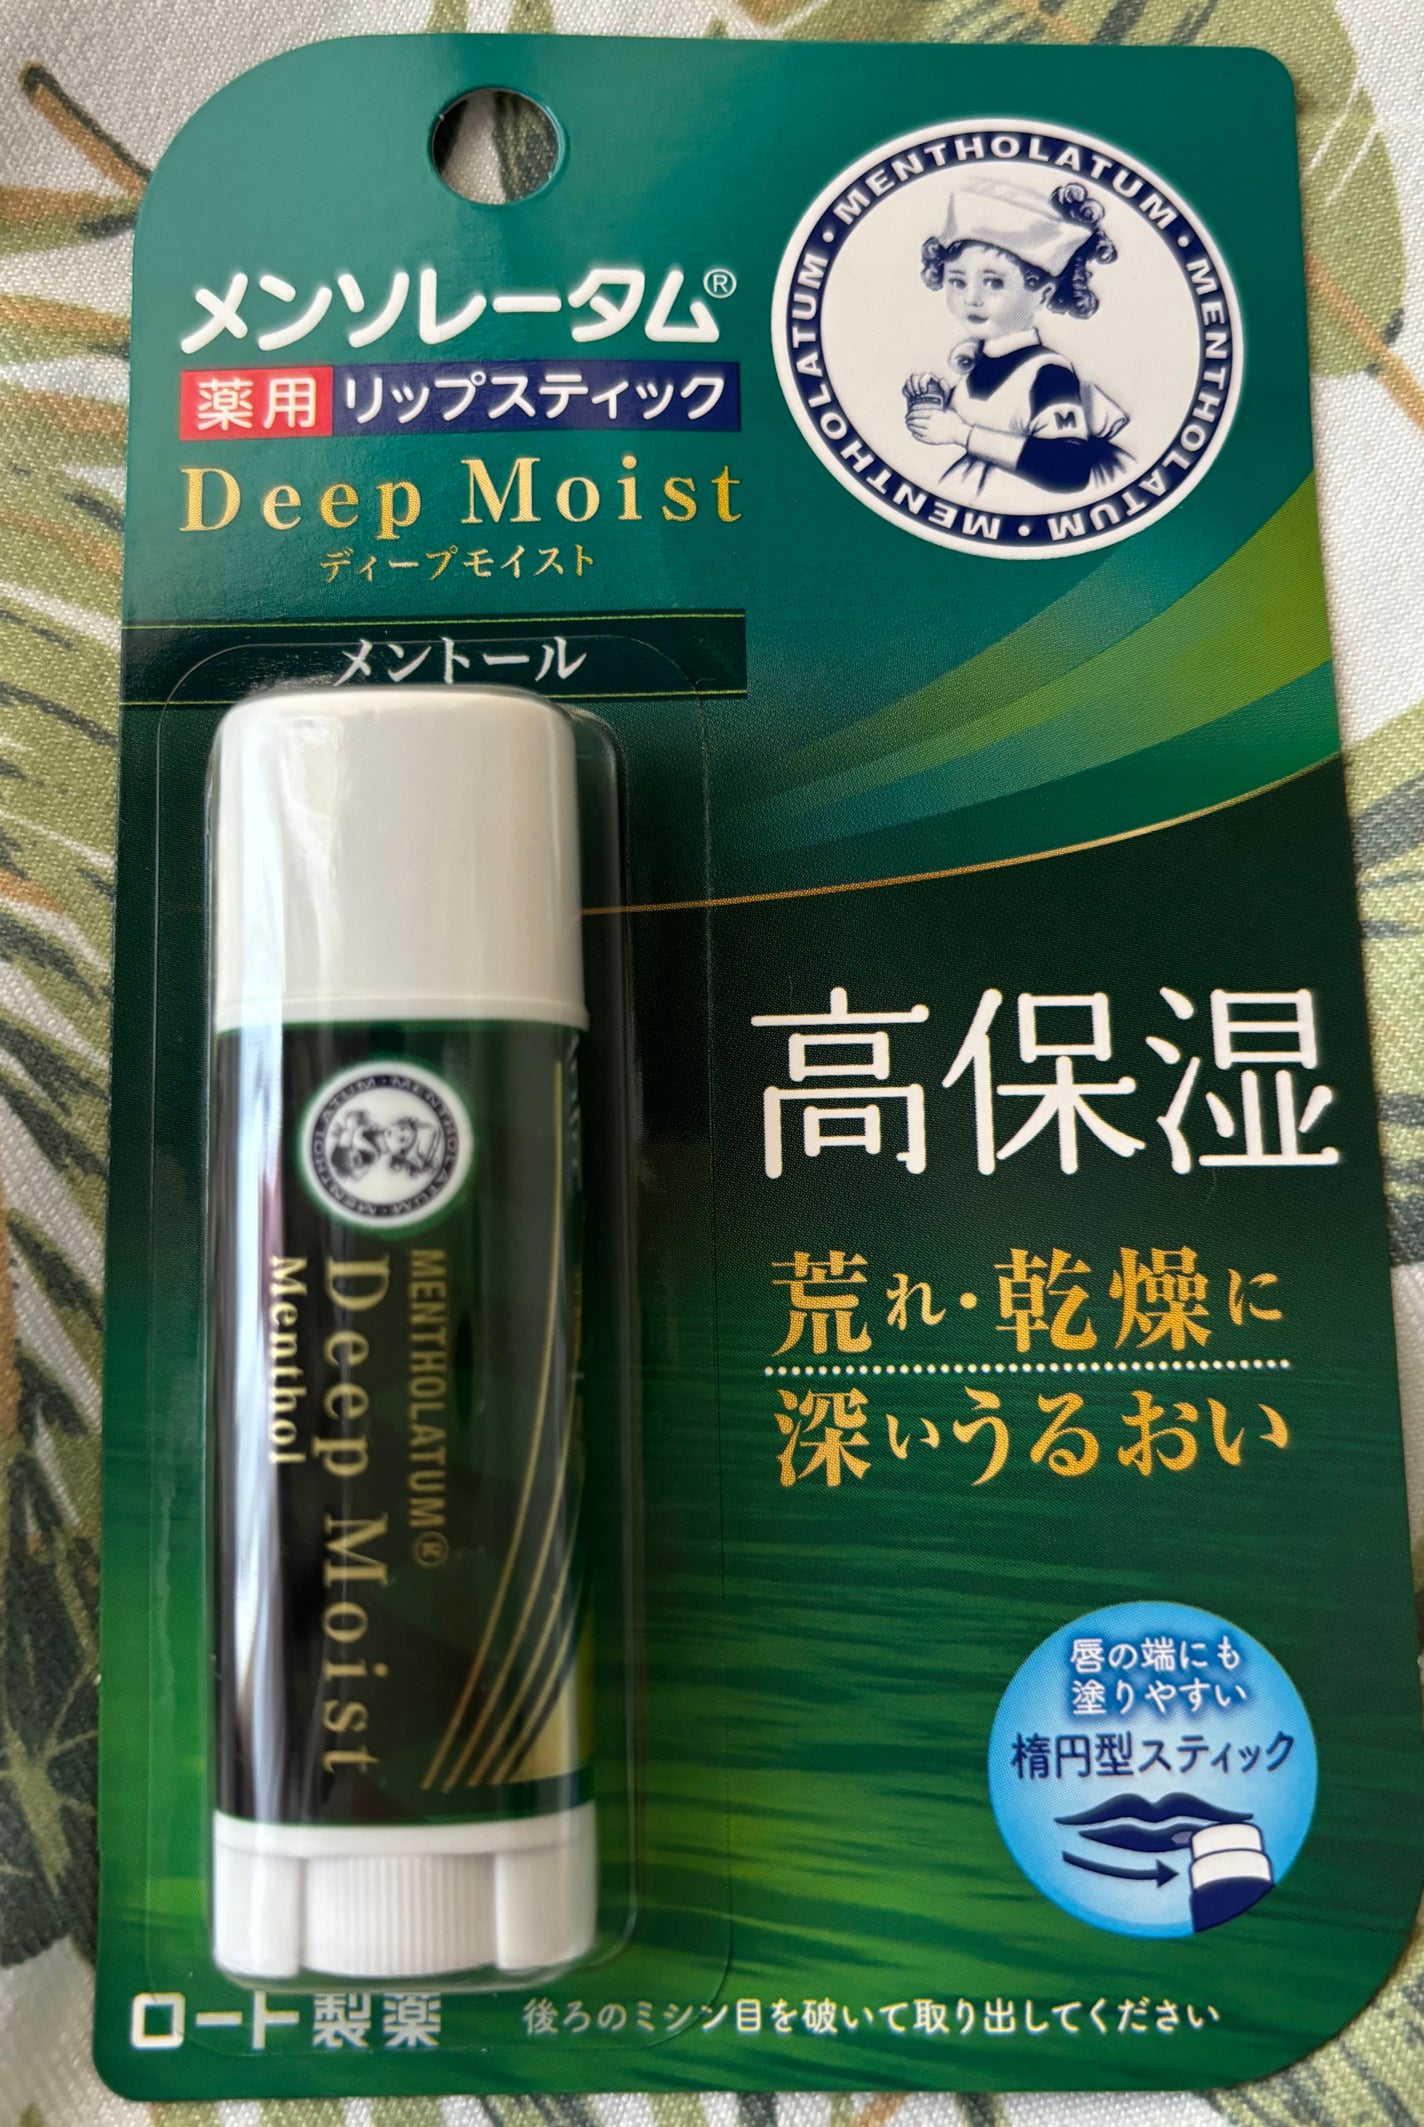 メンソレータム®
薬用 リップスティック
Deep Moist
ディープモイスト
メントール
MENTHOLATUM · MENTHOLATUM · MENTHOLATUM · MENTHOLATUM ·
M
高保湿
荒れ・乾燥に
深いうるおい
MENTHOLATUM®
Deep Moist
Menthol
唇の端にも
塗りやすい
楕円型スティック
ロート製薬
後ろのミシン目を破いて取り出してください